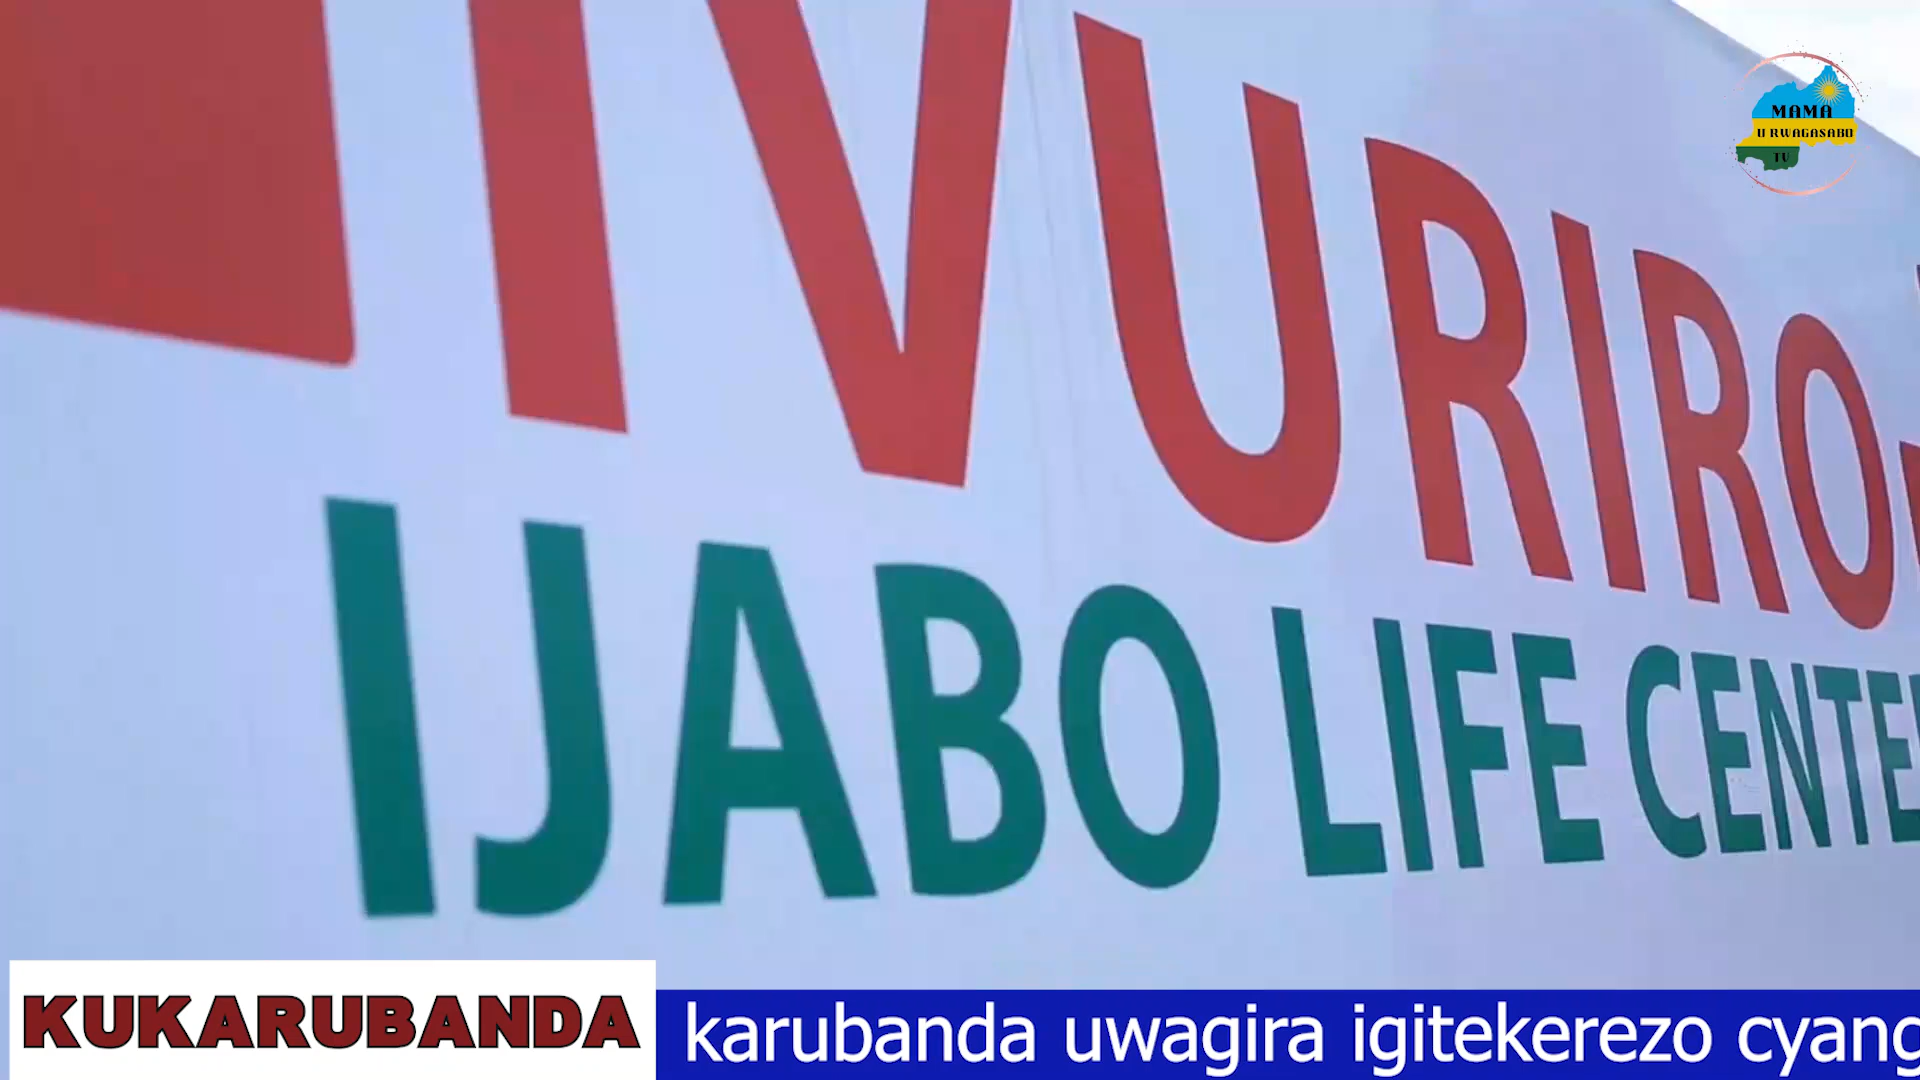 IVURIRO
IJABO LIFE CENTE
MAMA
U RWAGASABO
TV
KUKARUBANDA
karubanda uwagira igitekerezo cyang